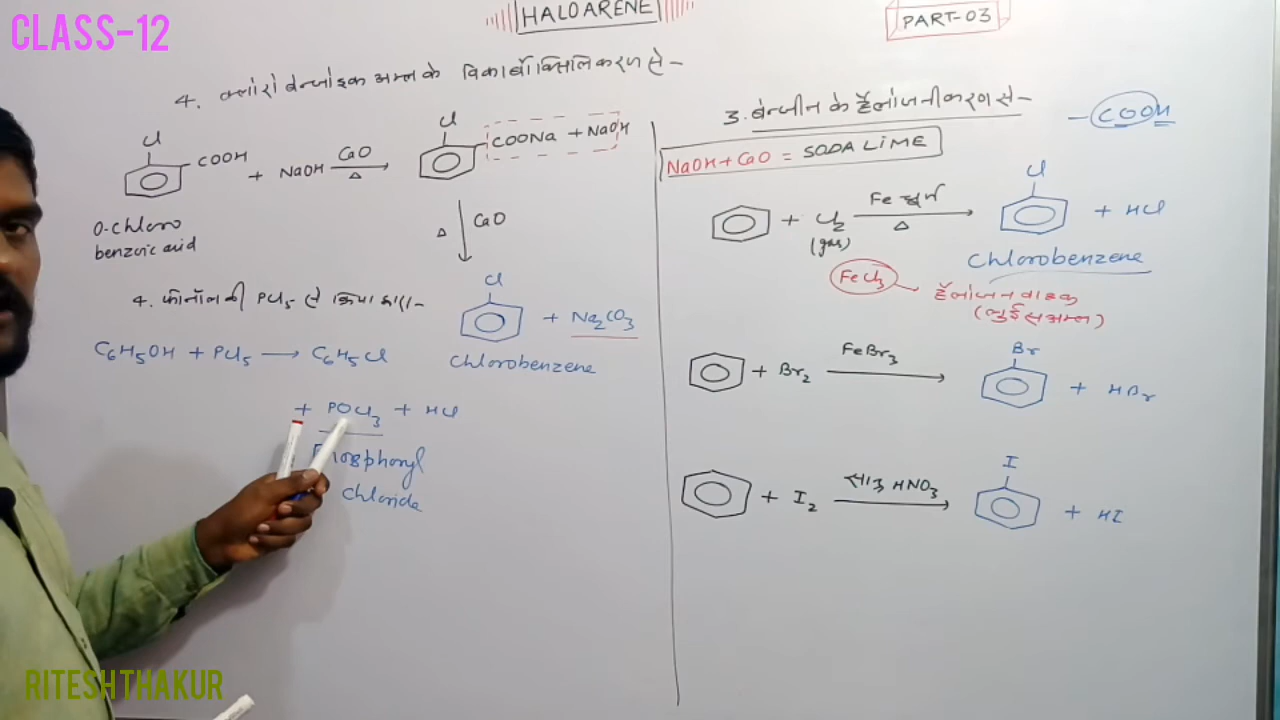 CLASS-12
HALOARENE
PART-03
4. क्लोरो बेन्जोइक अम्ल के विकार्बोक्सिलिकरण से -
Cl
COOH + NaOH CaO Δ
Cl
COONa + NaOH
O-chloro
benzoic acid
Δ CaO
Cl
+ Na2CO3
chlorobenzene
4. फीनॉल की PCl5 से क्रिया द्वारा-
C6H5OH + PCl5 → C6H5Cl
+ POCl3 + HCl
Phosphoryl
chloride
3. बेन्जीन के हैलोजनीकरण से -
- COOH
NaOH + CaO = SODA LIME
+ Cl2 Fe चूर्ण Δ
(gas)
Cl
+ HCl
Chlorobenzene
FeCl3 हैलोजन वाहक
(लुईस अम्ल)
+ Br2 FeBr3
Br
+ HBr
+ I2 HNO3
I
+ HI
RITESH THAKUR